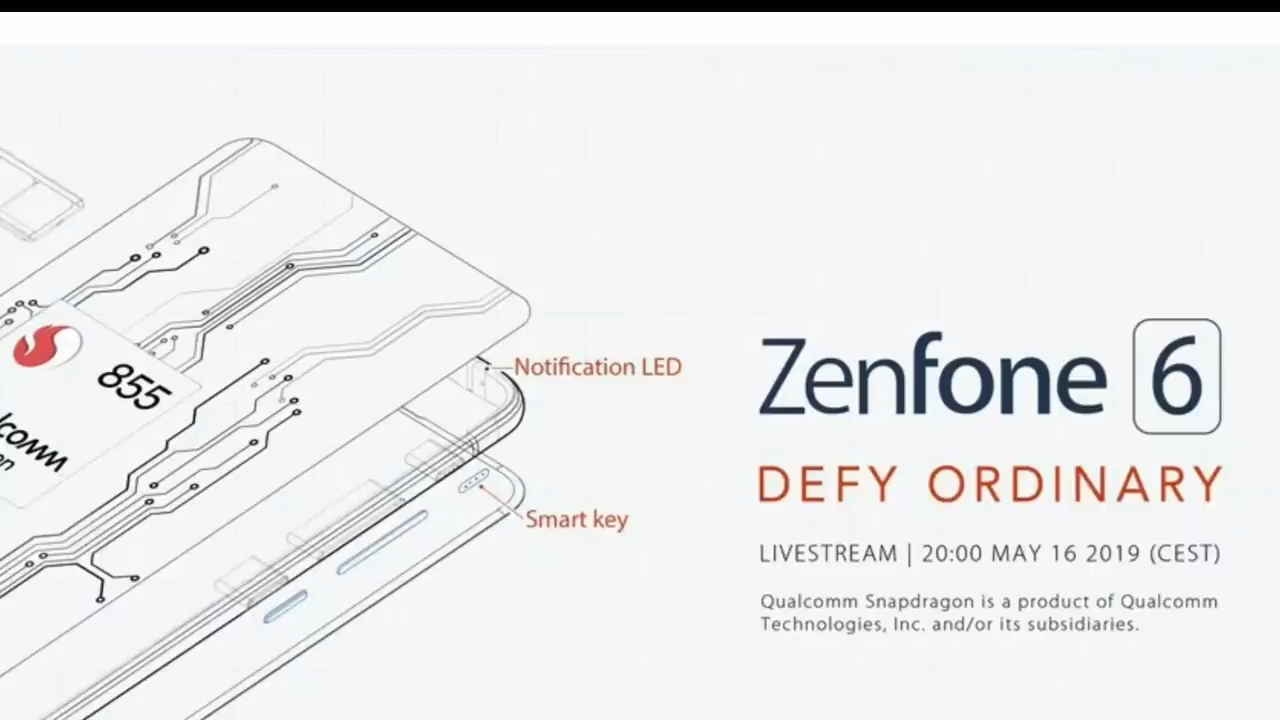 855
Notification LED
Smart key
Zenfone 6
DEFY ORDINARY
LIVESTREAM | 20:00 MAY 16 2019 (CEST)
Qualcomm Snapdragon is a product of Qualcomm
Technologies, Inc. and/or its subsidiaries.